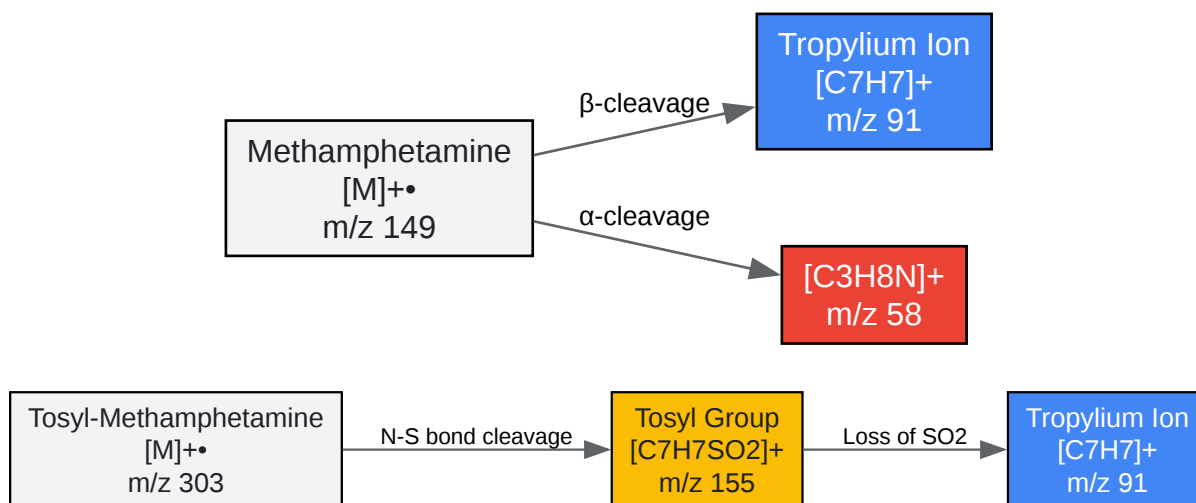 Tropylium Ion
[C7H7]+
m/z 91
β-cleavage
Methamphetamine
[M]+•
m/z 149
α-cleavage
[C3H8N]+
m/z 58
Tosyl-Methamphetamine
[M]+•
m/z 303
N-S bond cleavage
Tosyl Group
[C7H7SO2]+
m/z 155
Loss of SO2
Tropylium Ion
[C7H7]+
m/z 91